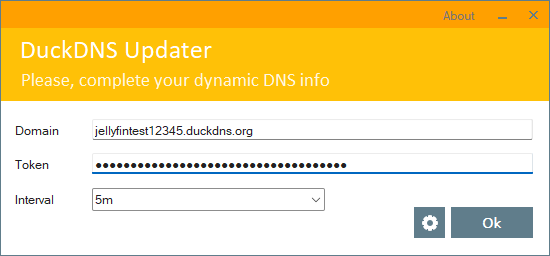 About
DuckDNS Updater
Please, complete your dynamic DNS info
Domain jellyfintest12345.duckdns.org
Token ●●●●●●●●●●●●●●●●●●●●●●●●●●●●●●●●●●●●
Interval 5m
Ok